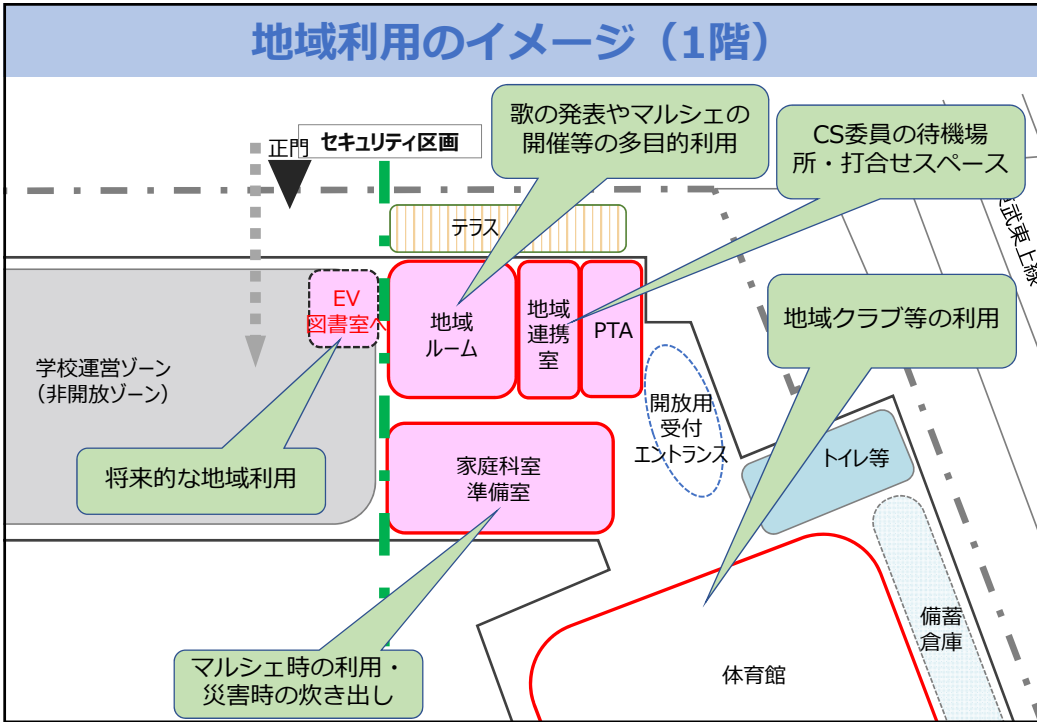 地域利用のイメージ（1階）
歌の発表やマルシェの
開催等の多目的利用
CS委員の待機場
所・打合せスペース
セキュリティ区画
正門
テラス
武東上線
EV
図書室へ
地域
ルーム
地域
連携
室
PTA
地域クラブ等の利用
学校運営ゾーン
（非開放ゾーン）
開放用
受付
エントランス
将来的な地域利用
家庭科室
準備室
トイレ等
備蓄
倉庫
マルシェ時の利用・
災害時の炊き出し
体育館